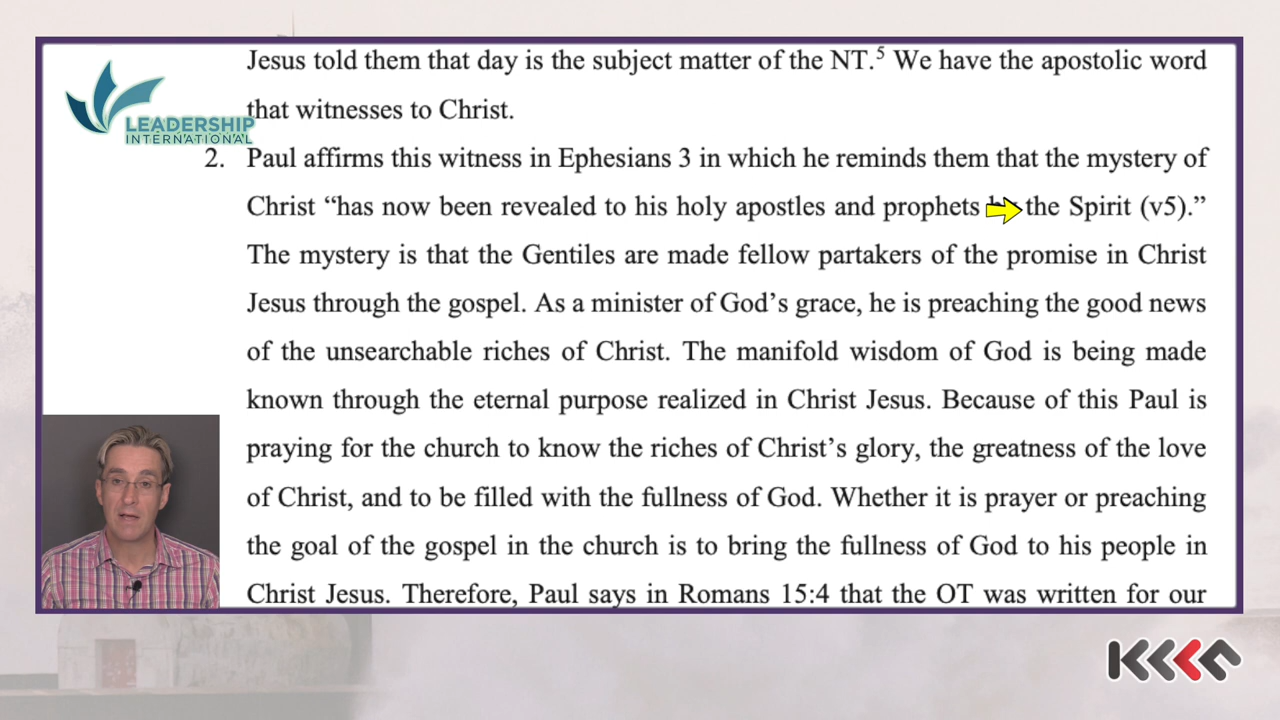 Jesus told them that day is the subject matter of the NT.5 We have the apostolic word
that witnesses to Christ.
LEADERSHIP
INTERNATIONAL
2. Paul affirms this witness in Ephesians 3 in which he reminds them that the mystery of
Christ “has now been revealed to his holy apostles and prophets the Spirit (v5).”
The mystery is that the Gentiles are made fellow partakers of the promise in Christ
Jesus through the gospel. As a minister of God’s grace, he is preaching the good news
of the unsearchable riches of Christ. The manifold wisdom of God is being made
known through the eternal purpose realized in Christ Jesus. Because of this Paul is
praying for the church to know the riches of Christ’s glory, the greatness of the love
of Christ, and to be filled with the fullness of God. Whether it is prayer or preaching
the goal of the gospel in the church is to bring the fullness of God to his people in
Christ Jesus. Therefore, Paul says in Romans 15:4 that the OT was written for our